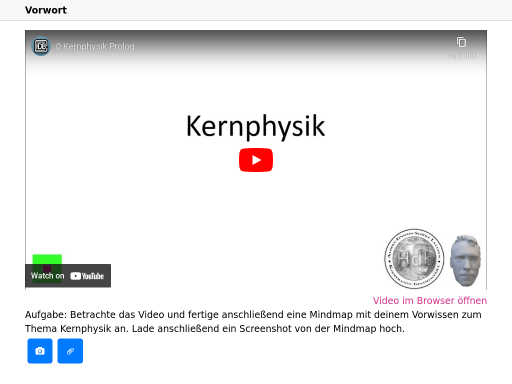 Vorwort
0 Kernphysik Prolog
Kernphysik
HdI
Watch on YouTube
Video im Browser öffnen
Aufgabe: Betrachte das Video und fertige anschließend eine Mindmap mit deinem Vorwissen zum
Thema Kernphysik an. Lade anschließend ein Screenshot von der Mindmap hoch.